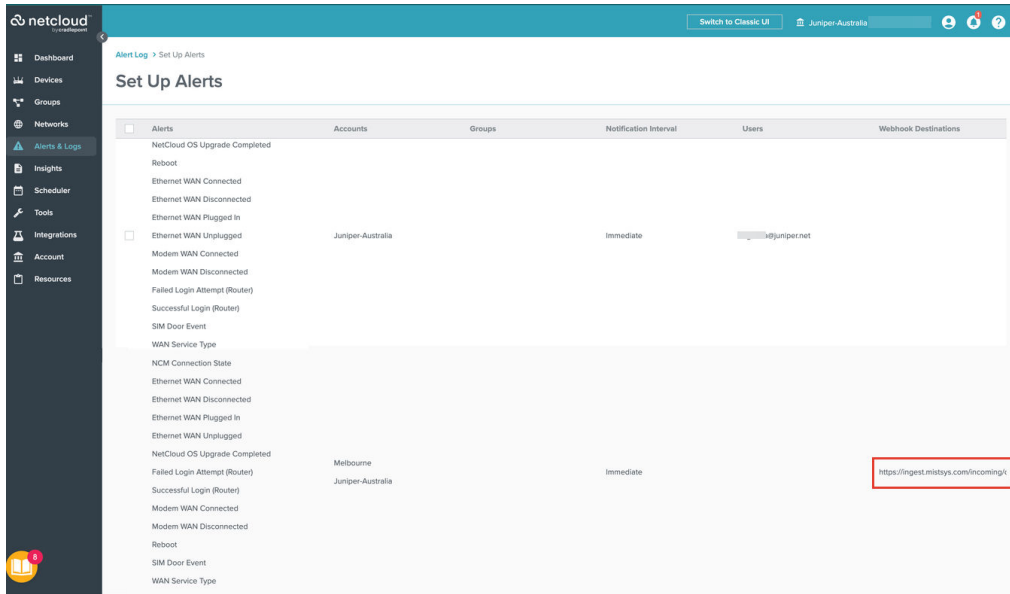 netcloud
by cradlepoint
Switch to Classic UI
Juniper-Australia
1
Dashboard
Devices
Groups
Networks
Alerts & Logs
Insights
Scheduler
Tools
Integrations
Account
Resources
8
Alert Log > Set Up Alerts
Set Up Alerts
Alerts Accounts Groups Notification Interval Users Webhook Destinations
NetCloud OS Upgrade Completed
Reboot
Ethernet WAN Connected
Ethernet WAN Disconnected
Ethernet WAN Plugged In
Ethernet WAN Unplugged Juniper-Australia Immediate @juniper.net
Modem WAN Connected
Modem WAN Disconnected
Failed Login Attempt (Router)
Successful Login (Router)
SIM Door Event
WAN Service Type
NCM Connection State
Ethernet WAN Connected
Ethernet WAN Disconnected
Ethernet WAN Plugged In
Ethernet WAN Unplugged
NetCloud OS Upgrade Completed
Melbourne
Failed Login Attempt (Router) Immediate https://ingest.mistsys.com/incoming/c
Juniper-Australia
Successful Login (Router)
Modem WAN Connected
Modem WAN Disconnected
Reboot
SIM Door Event
WAN Service Type